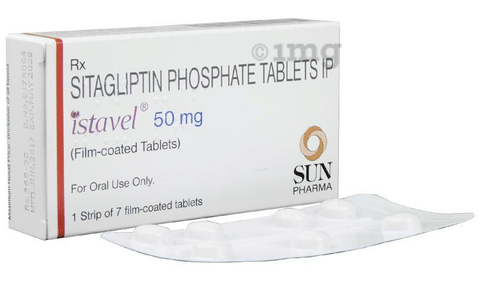 ©1mg
Rx
SITAGLIPTIN PHOSPHATE TABLETS IP
istavel® 50 mg
(Film-coated Tablets)
For Oral Use Only.
1 Strip of 7 film-coated tablets
SUN
PHARMA